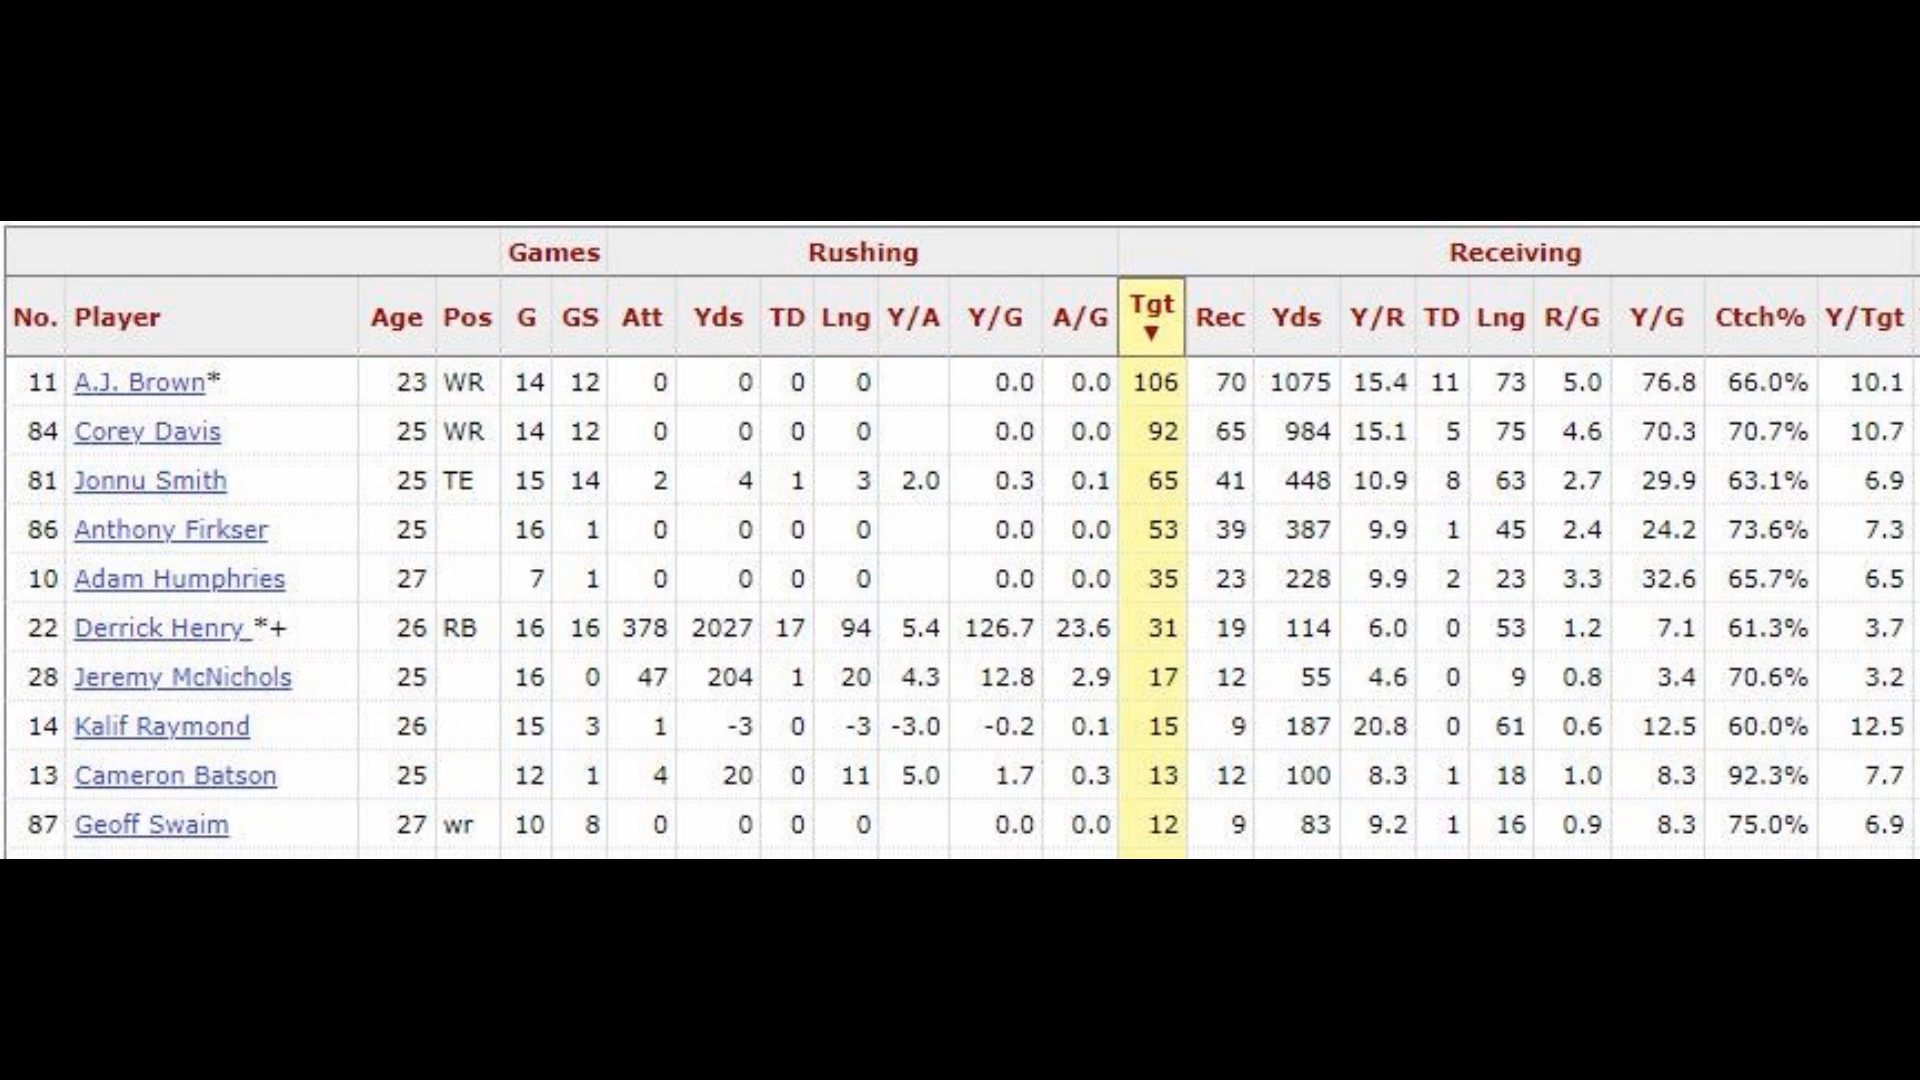 Games Rushing Receiving
No. Player Age Pos G GS Att Yds TD Lng Y/A Y/G A/G Tgt ▼ Rec Yds Y/R TD Lng R/G Y/G Ctch% Y/Tgt
11 A.J. Brown* 23 WR 14 12 0 0 0 0 0.0 0.0 106 70 1075 15.4 11 73 5.0 76.8 66.0% 10.1
84 Corey Davis 25 WR 14 12 0 0 0 0 0.0 0.0 92 65 984 15.1 5 75 4.6 70.3 70.7% 10.7
81 Jonnu Smith 25 TE 15 14 2 4 1 3 2.0 0.3 0.1 65 41 448 10.9 8 63 2.7 29.9 63.1% 6.9
86 Anthony Firkser 25 16 1 0 0 0 0 0.0 0.0 53 39 387 9.9 1 45 2.4 24.2 73.6% 7.3
10 Adam Humphries 27 7 1 0 0 0 0 0.0 0.0 35 23 228 9.9 2 23 3.3 32.6 65.7% 6.5
22 Derrick Henry *+ 26 RB 16 16 378 2027 17 94 5.4 126.7 23.6 31 19 114 6.0 0 53 1.2 7.1 61.3% 3.7
28 Jeremy McNichols 25 16 0 47 204 1 20 4.3 12.8 2.9 17 12 55 4.6 0 9 0.8 3.4 70.6% 3.2
14 Kalif Raymond 26 15 3 1 -3 0 -3 -3.0 -0.2 0.1 15 9 187 20.8 0 61 0.6 12.5 60.0% 12.5
13 Cameron Batson 25 12 1 4 20 0 11 5.0 1.7 0.3 13 12 100 8.3 1 18 1.0 8.3 92.3% 7.7
87 Geoff Swaim 27 wr 10 8 0 0 0 0 0.0 0.0 12 9 83 9.2 1 16 0.9 8.3 75.0% 6.9